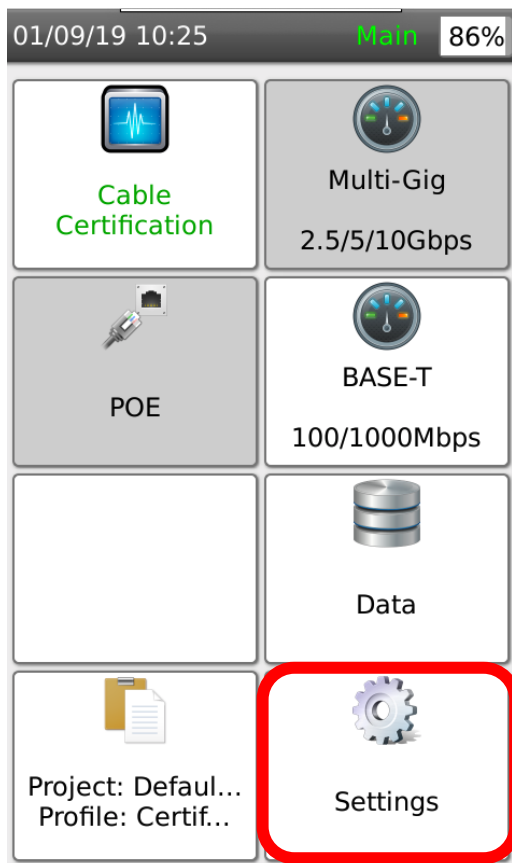 01/09/19 10:25 Main 86%
Cable
Certification
Multi-Gig
2.5/5/10Gbps
POE
BASE-T
100/1000Mbps
Data
Project: Defaul...
Profile: Certif...
Settings